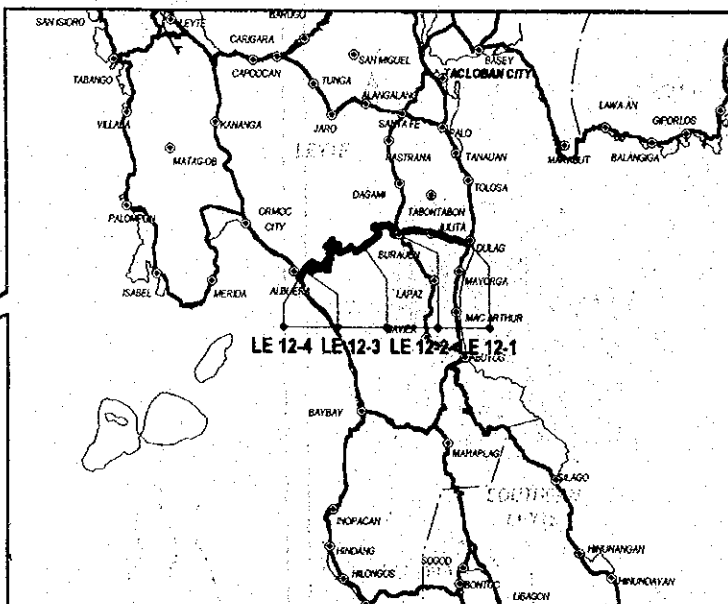 SAN ISIDRO
LEYTE
BARUGO
CARIGARA
SAN MIGUEL
BASEY
TABANGO
CAPOOCAN
TUNGA
TACLOBAN CITY
ALANGALANG
LAWA-AN
GIPORLOS
VILLABA
KANANGA
JARO
SANTA FE
PALO
MATAG-OB
LEYTE
PASTRANA
TANAUAN
MARABUT
BALANGIGA
DAGAMI
TOLOSA
PALOMPON
TABONTABON
ORMOC
CITY
JULITA
DULAG
BURAUEN
ISABEL
MERIDA
ALBUERA
LAPAZ
MAYORGA
MAC ARTHUR
JAVIER
LE 12-4 LE 12-3 LE 12-2 LE 12-1
ABUYOG
BAYBAY
MAHAPLAG
SILAGO
SOUTHERN
LEYTE
INOPACAN
HINDANG
HINUNANGAN
HILONGOS
SOGOD
BONTOC
HINUNDAYAN
LIBAGON